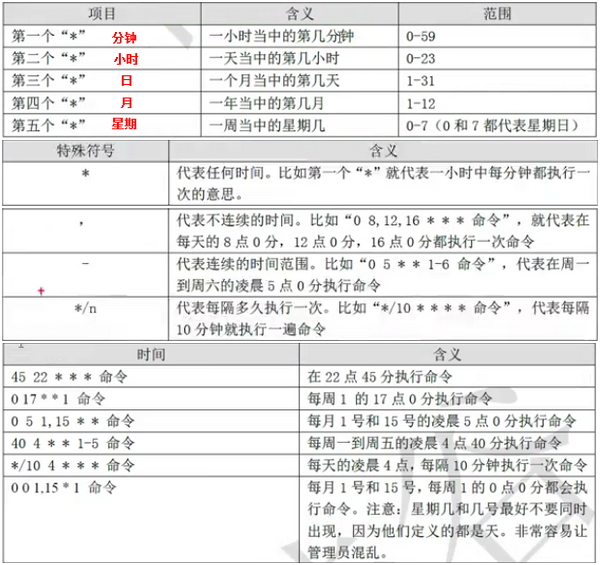 项目 含义 范围
第一个“*” 分钟 一小时当中的第几分钟 0-59
第二个“*” 小时 一天当中的第几小时 0-23
第三个“*” 日 一个月当中的第几天 1-31
第四个“*” 月 一年当中的第几月 1-12
第五个“*” 星期 一周当中的星期几 0-7（0 和 7 都代表星期日）
特殊符号 含义
* 代表任何时间。比如第一个“*”就代表一小时中每分钟都执行一
次的意思。
， 代表不连续的时间。比如“0 8,12,16 * * * 命令”，就代表在
每天的 8 点 0 分，12 点 0 分，16 点 0 分都执行一次命令
- 代表连续的时间范围。比如“0 5 * * 1-6 命令”，代表在周一
到周六的凌晨 5 点 0 分执行命令
*/n 代表每隔多久执行一次。比如“*/10 * * * * 命令”，代表每隔
10 分钟就执行一遍命令
时间 含义
45 22 * * * 命令 在 22 点 45 分执行命令
0 17 * * 1 命令 每周 1 的 17 点 0 分执行命令
0 5 1,15 * * 命令 每月 1 号和 15 号的凌晨 5 点 0 分执行命令
40 4 * * 1-5 命令 每周一到周五的凌晨 4 点 40 分执行命令
*/10 4 * * * 命令 每天的凌晨 4 点，每隔 10 分钟执行一次命令
0 0 1,15 * 1 命令 每月 1 号和 15 号，每周 1 的 0 点 0 分都会执
行命令。注意：星期几和几号最好不要同时
出现，因为他们定义的都是天。非常容易让
管理员混乱。